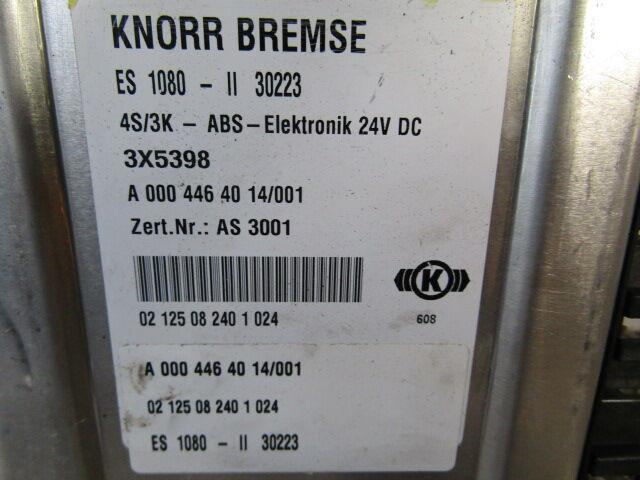 KNORR BREMSE
ES 1080 - II 30223
4S/3K - ABS - Elektronik 24V DC
3X5398
A 000 446 40 14/001
Zert.Nr.: AS 3001
K
02 125 08 240 1 024
608
A 000 446 40 14/001
02 125 08 240 1 024
ES 1080 - II 30223